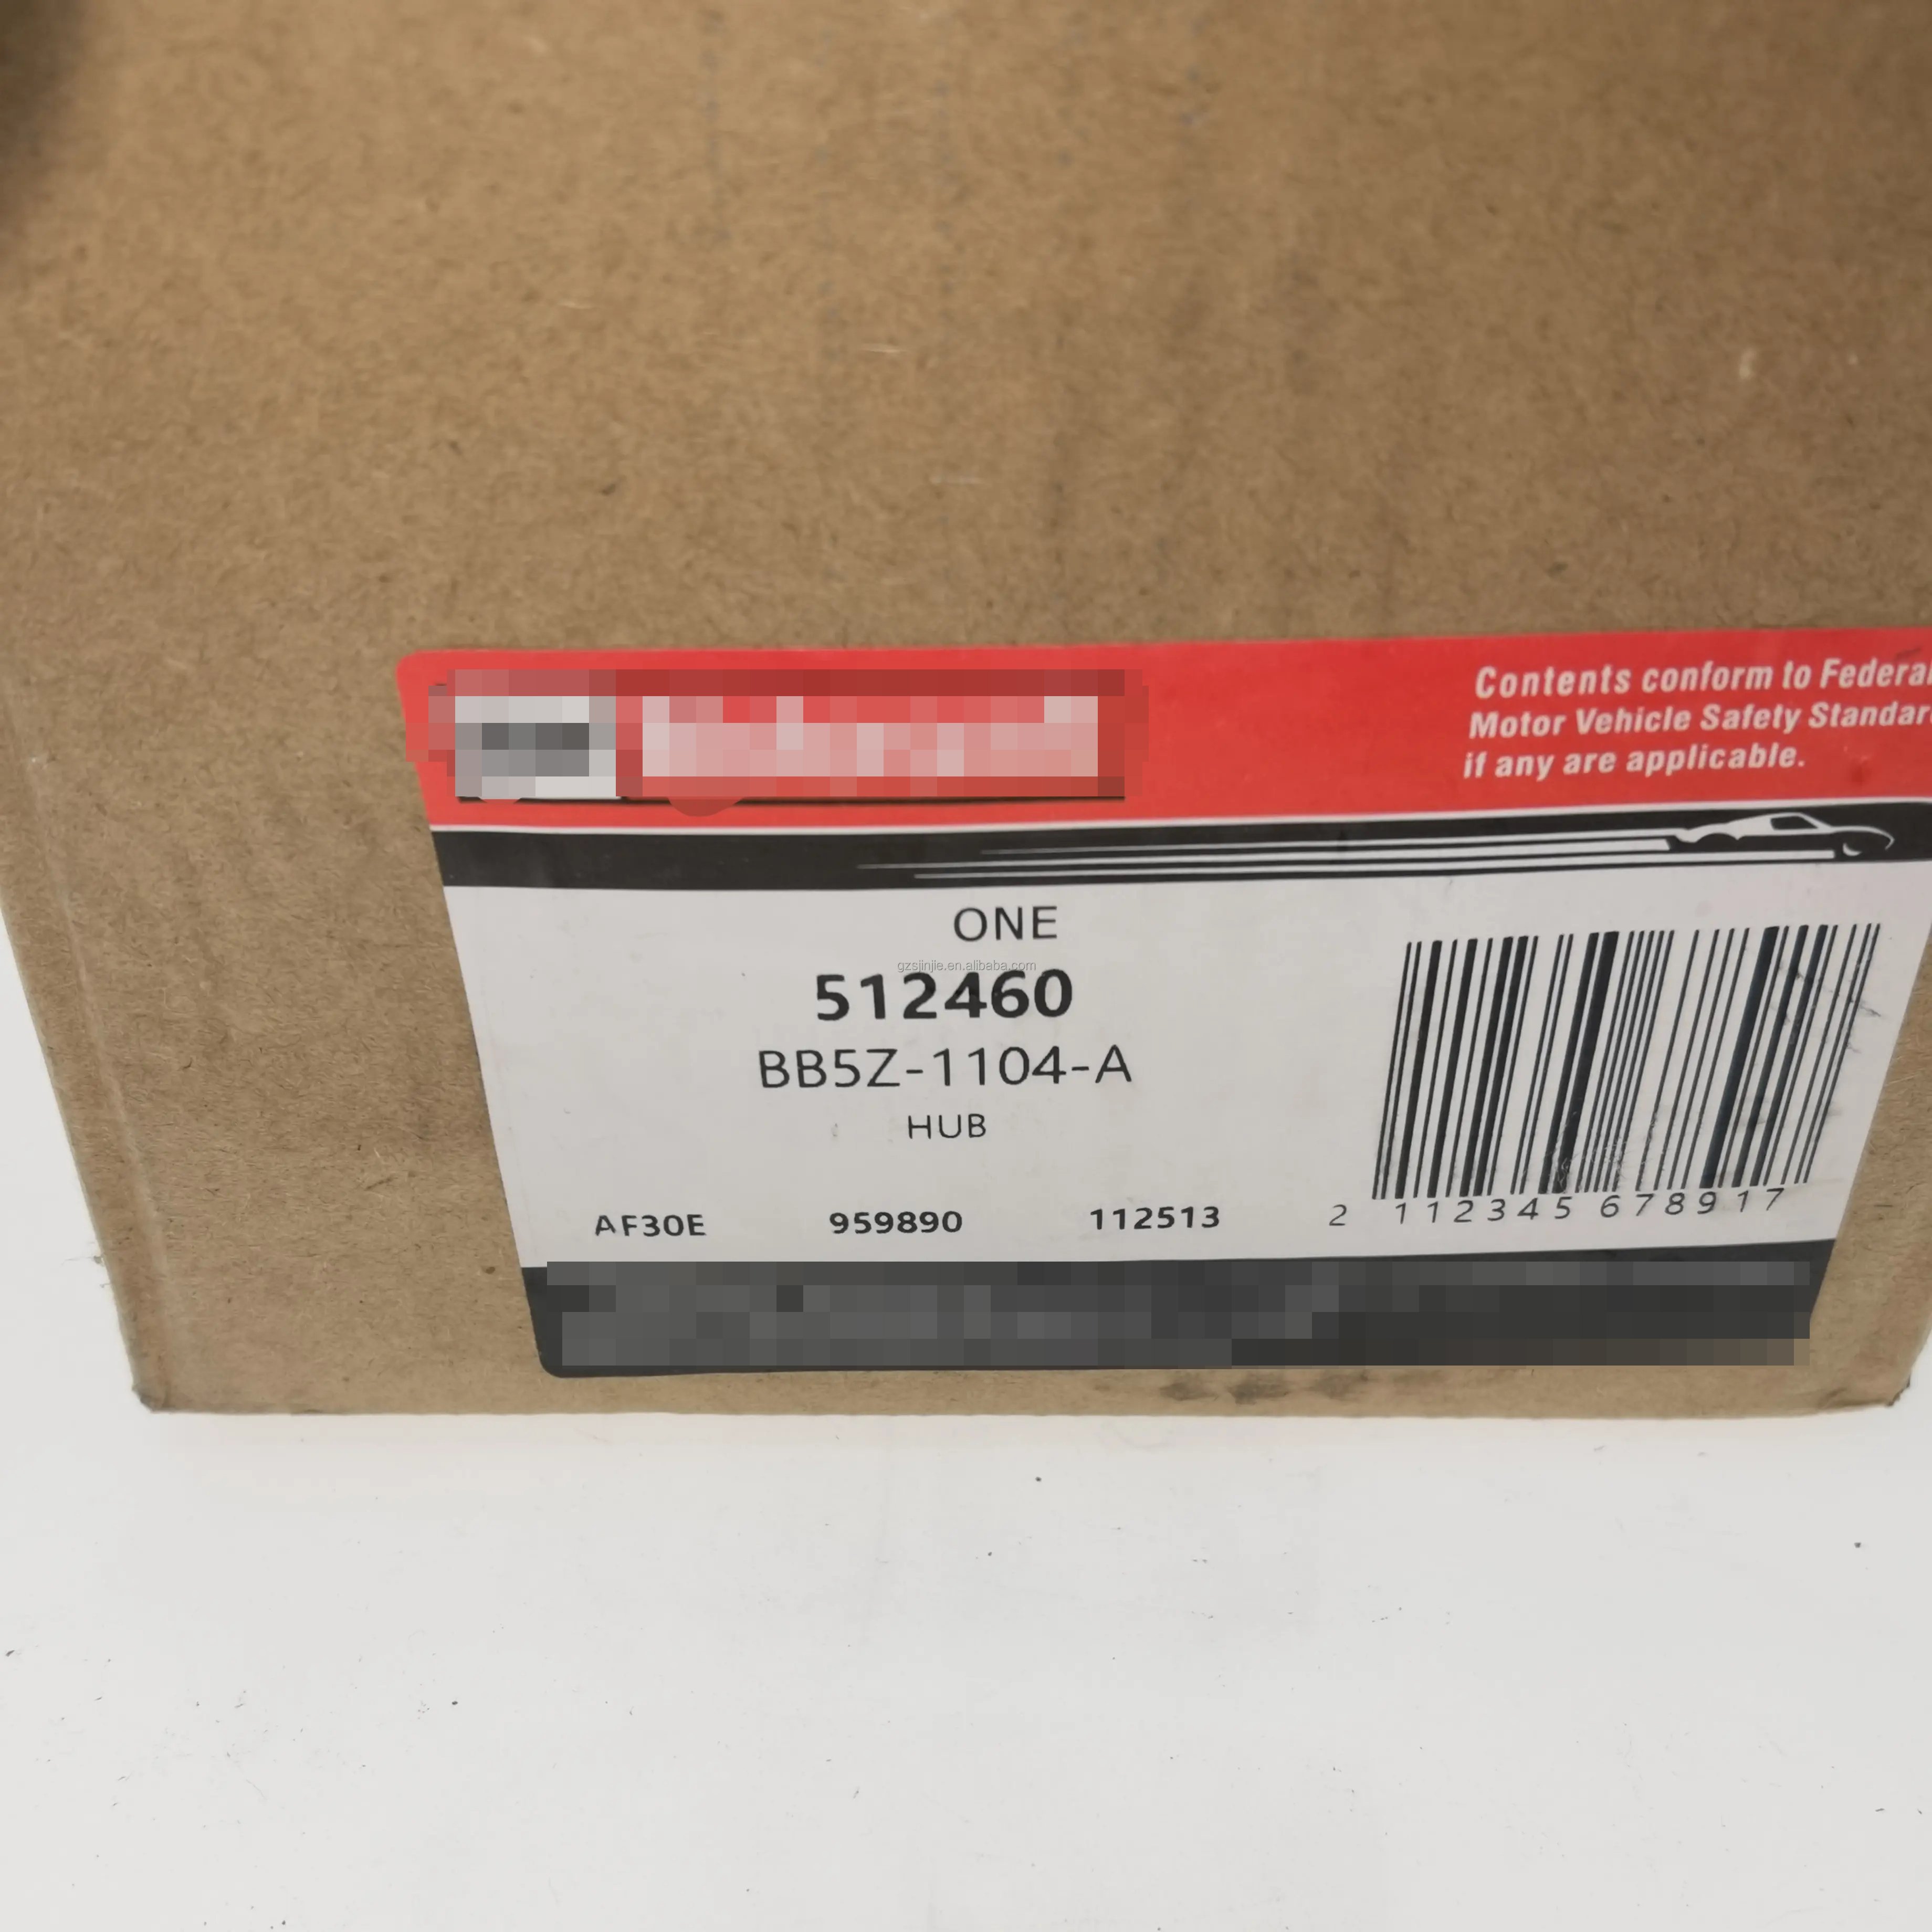 Contents conform to Federal
Motor Vehicle Safety Standar
if any are applicable.
ONE
gzsjinjie.en.alibaba.com
512460
BB5Z-1104-A
HUB
AF30E 959890 112513
2 112345 678917